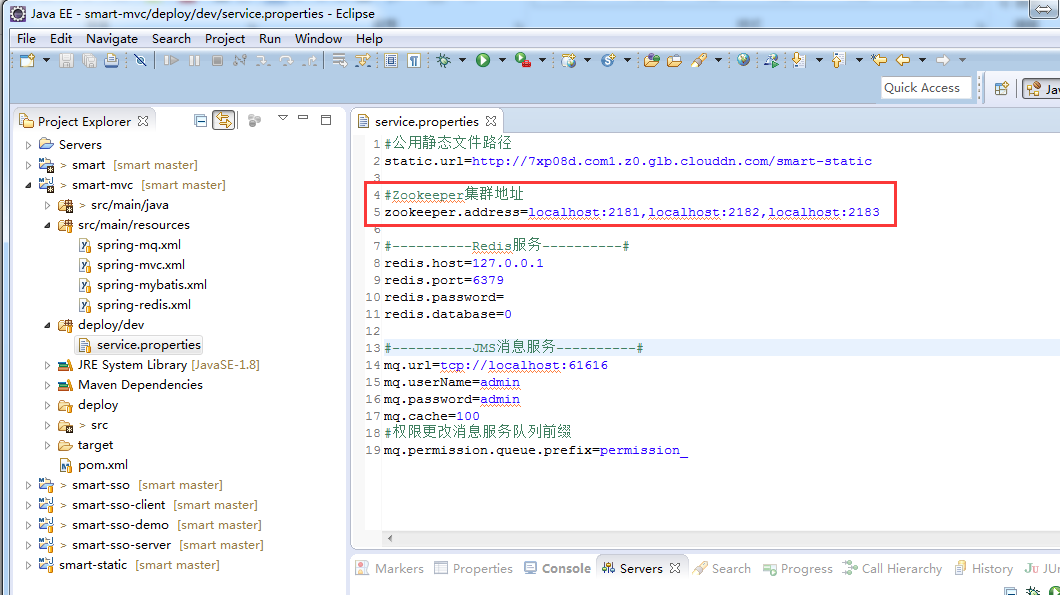 Java EE - smart-mvc/deploy/dev/service.properties - Eclipse
File Edit Navigate Search Project Run Window Help
Quick Access
Jav
Project Explorer
Servers
> smart [smart master]
> smart-mvc [smart master]
> src/main/java
src/main/resources
spring-mq.xml
spring-mvc.xml
spring-mybatis.xml
spring-redis.xml
deploy/dev
service.properties
JRE System Library [JavaSE-1.8]
Maven Dependencies
deploy
> src
target
pom.xml
> smart-sso [smart master]
> smart-sso-client [smart master]
> smart-sso-demo [smart master]
> smart-sso-server [smart master]
smart-static [smart master]
service.properties
1 #公用静态文件路径
2 static.url=http://7xp08d.com1.z0.glb.clouddn.com/smart-static
3
4 #Zookeeper集群地址
5 zookeeper.address=localhost:2181,localhost:2182,localhost:2183
6
7 #----------Redis服务----------#
8 redis.host=127.0.0.1
9 redis.port=6379
10 redis.password=
11 redis.database=0
12
13 #----------JMS消息服务----------#
14 mq.url=tcp://localhost:61616
15 mq.userName=admin
16 mq.password=admin
17 mq.cache=100
18 #权限更改消息服务队列前缀
19 mq.permission.queue.prefix=permission_
Markers Properties Console Servers Search Progress Call Hierarchy History JU JUn